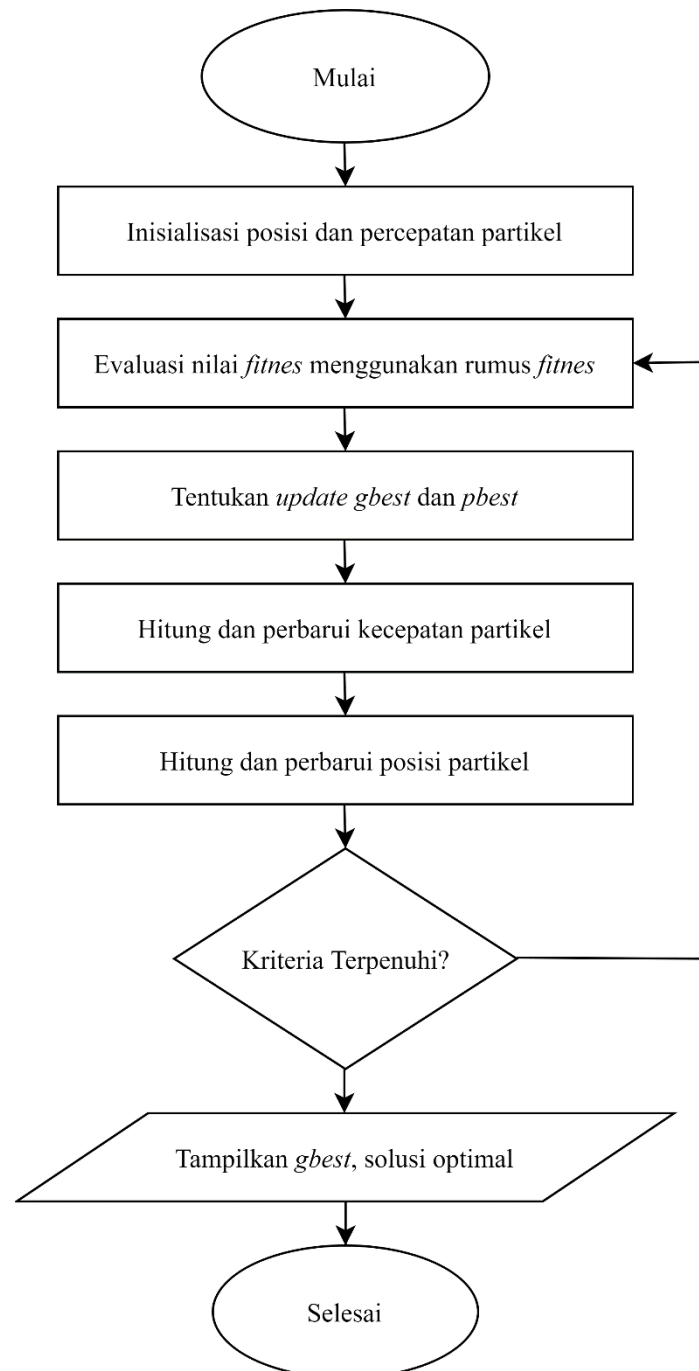 Mulai
Inisialisasi posisi dan percepatan partikel
Evaluasi nilai fitnes menggunakan rumus fitnes
Tentukan update gbest dan pbest
Hitung dan perbarui kecepatan partikel
Hitung dan perbarui posisi partikel
Kriteria Terpenuhi?
Tampilkan gbest, solusi optimal
Selesai